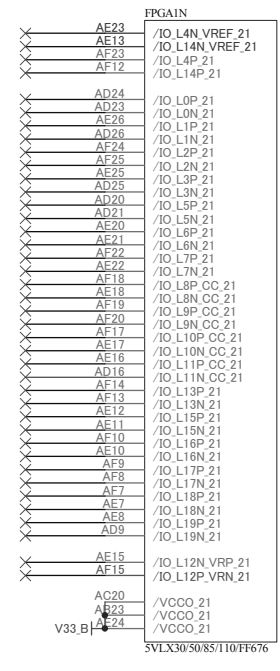 FPGA1N
AE23 /IO_L4N_VREF_21
AE13 /IO_L14N_VREF_21
AF23 /IO_L4P_21
AF12 /IO_L14P_21
AD24 /IO_L0P_21
AD23 /IO_L0N_21
AE26 /IO_L1P_21
AD26 /IO_L1N_21
AF24 /IO_L2P_21
AF25 /IO_L2N_21
AE25 /IO_L3P_21
AD25 /IO_L3N_21
AD20 /IO_L5P_21
AD21 /IO_L5N_21
AE20 /IO_L6P_21
AE21 /IO_L6N_21
AF22 /IO_L7P_21
AE22 /IO_L7N_21
AF18 /IO_L8P_CC_21
AE18 /IO_L8N_CC_21
AF19 /IO_L9P_CC_21
AF20 /IO_L9N_CC_21
AF17 /IO_L10P_CC_21
AE17 /IO_L10N_CC_21
AE16 /IO_L11P_CC_21
AD16 /IO_L11N_CC_21
AF14 /IO_L13P_21
AF13 /IO_L13N_21
AE12 /IO_L15P_21
AE11 /IO_L15N_21
AF10 /IO_L16P_21
AE10 /IO_L16N_21
AF9 /IO_L17P_21
AF8 /IO_L17N_21
AF7 /IO_L18P_21
AE7 /IO_L18N_21
AE8 /IO_L19P_21
AD9 /IO_L19N_21
AE15 /IO_L12N_VRP_21
AF15 /IO_L12P_VRN_21
AC20 /VCCO_21
AB23 /VCCO_21
V33_B AE24 /VCCO_21
5VLX30/50/85/110/FF676